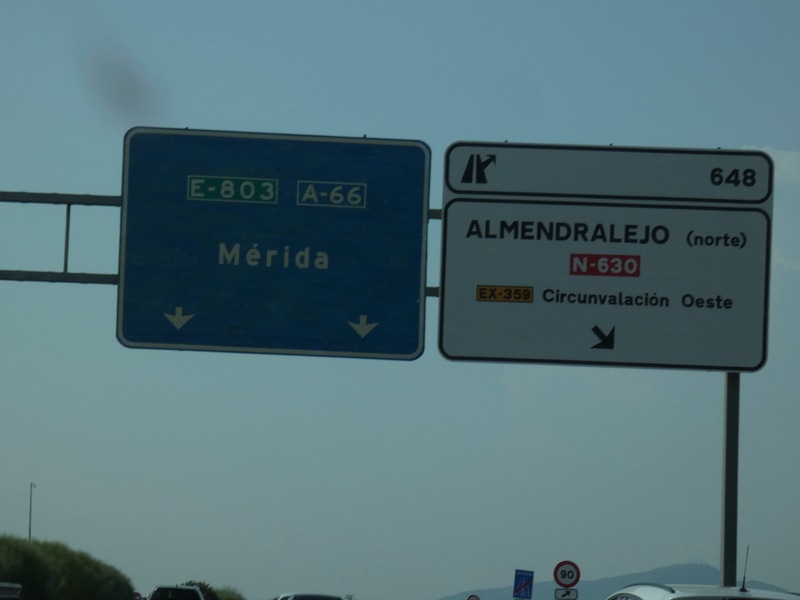 E-803 A-66
Mérida
648
ALMENDRALEJO (norte)
N-630
EX-359 Circunvalación Oeste
90